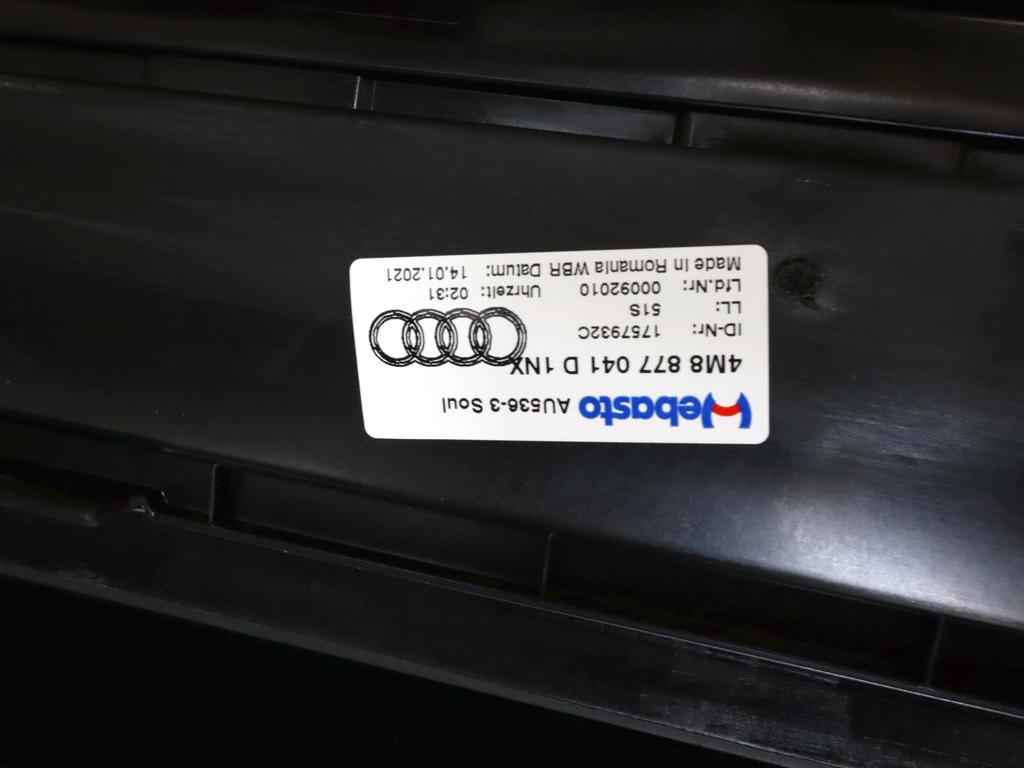 Webasto AU536-3 Soul
4M8 877 041 D 1NX
ID-Nr: 1757932C
LL: 51S
Lfd.Nr: 00092010 Uhrzeit: 02:31
Made In Romania WBR Datum: 14.01.2021